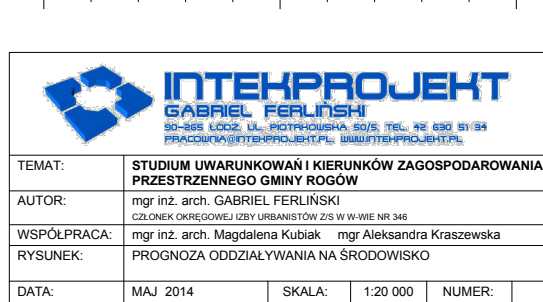 INTEKPROJEKT
GABRIEL FERLIŃSKI
90-265 ŁÓDŹ, UL. PIOTRKOWSKA 50/5, TEL. 42 630 51 34
PRACOWNIA@INTEKPROJEKT.PL, WWW.INTEKPROJEKT.PL
TEMAT: STUDIUM UWARUNKOWAŃ I KIERUNKÓW ZAGOSPODAROWANIA
PRZESTRZENNEGO GMINY ROGÓW
AUTOR: mgr inż. arch. GABRIEL FERLIŃSKI
CZŁONEK OKRĘGOWEJ IZBY URBANISTÓW Z/S W W-WIE NR 346
WSPÓŁPRACA: mgr inż. arch. Magdalena Kubiak mgr Aleksandra Kraszewska
RYSUNEK: PROGNOZA ODDZIAŁYWANIA NA ŚRODOWISKO
DATA: MAJ 2014 SKALA: 1:20 000 NUMER: